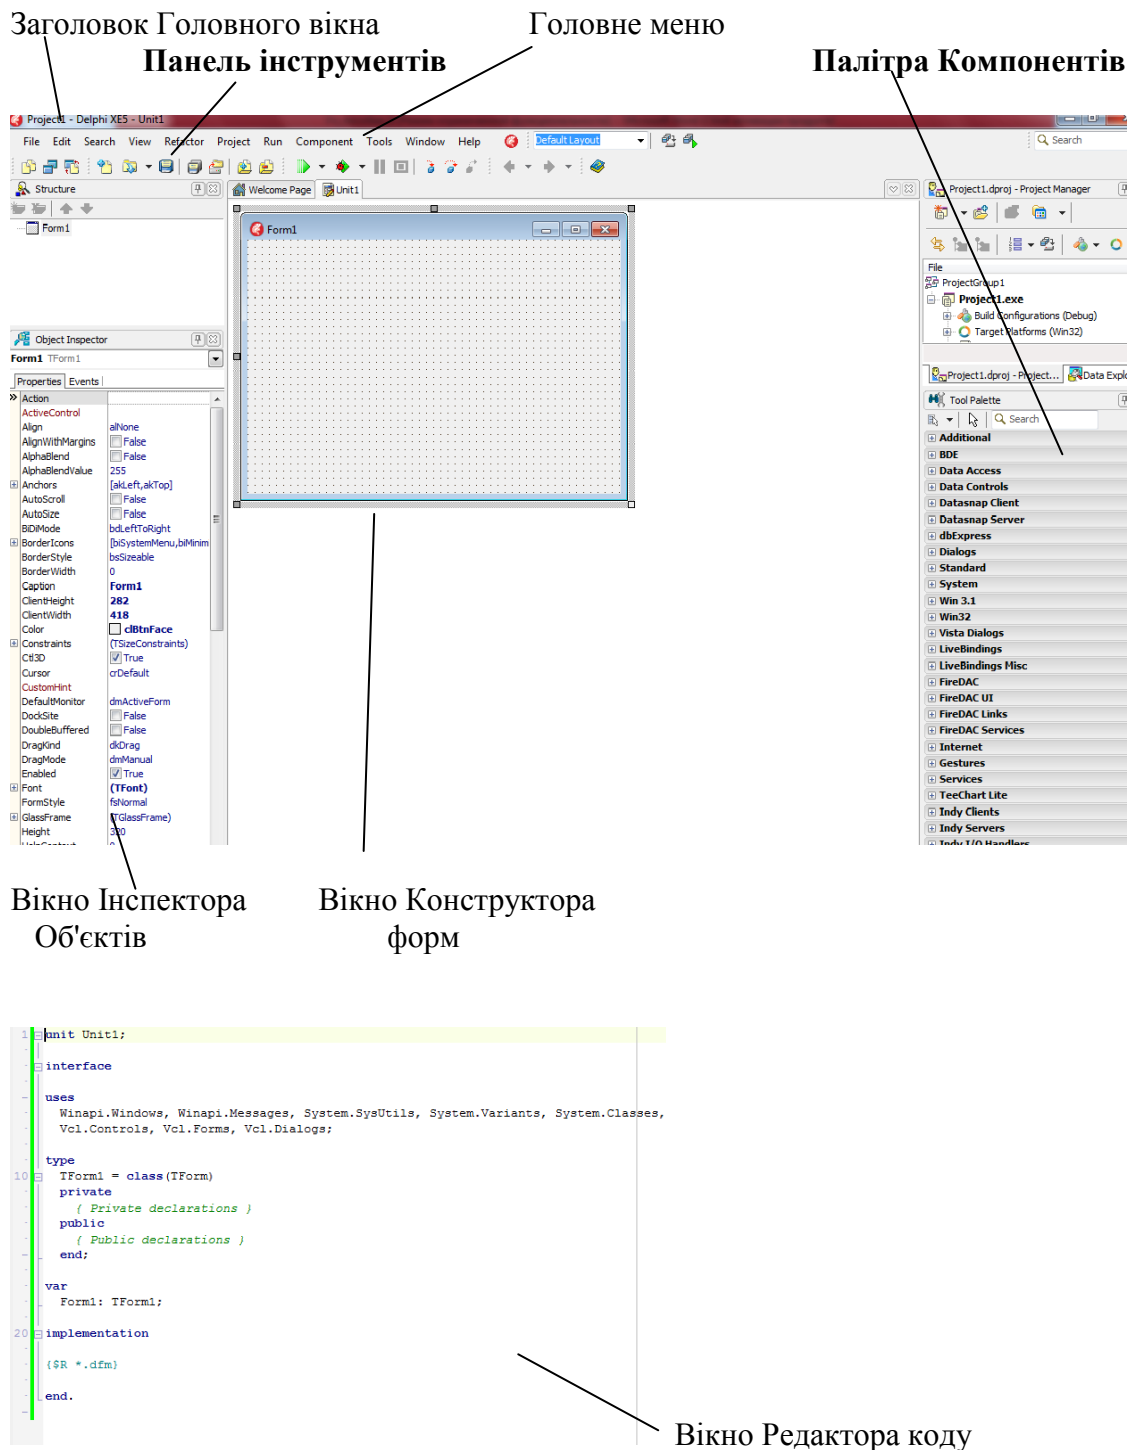 Заголовок Головного вікна
Головне меню
Панель інструментів
Палітра Компонентів
Project1 - Delphi XE5 - Unit1
File Edit Search View Refactor Project Run Component Tools Window Help
Default Layout
Search
Structure
Welcome Page
Unit1
Project1.dproj - Project Manager
Form1
Form1
File
ProjectGroup1
Project1.exe
Build Configurations (Debug)
Target Platforms (Win32)
Project1.dproj - Project...
Data Explo
Object Inspector
Form1 TForm1
Properties Events
Action
ActiveControl
Align alNone
AlignWithMargins False
AlphaBlend False
AlphaBlendValue 255
Anchors [akLeft,akTop]
AutoScroll False
AutoSize False
BiDiMode bdLeftToRight
BorderIcons [biSystemMenu,biMinim
BorderStyle bsSizeable
BorderWidth 0
Caption Form1
ClientHeight 282
ClientWidth 418
Color clBtnFace
Constraints (TSizeConstraints)
Ctl3D True
Cursor crDefault
CustomHint
DefaultMonitor dmActiveForm
DockSite False
DoubleBuffered False
DragKind dkDrag
DragMode dmManual
Enabled True
Font (TFont)
FormStyle fsNormal
GlassFrame (TGlassFrame)
Height 320
Tool Palette
Search
Additional
BDE
Data Access
Data Controls
Datasnap Client
Datasnap Server
dbExpress
Dialogs
Standard
System
Win 3.1
Win32
Vista Dialogs
LiveBindings
LiveBindings Misc
FireDAC
FireDAC UI
FireDAC Links
FireDAC Services
Internet
Gestures
Services
TeeChart Lite
Indy Clients
Indy Servers
Indy I/O Handlers
Вікно Інспектора
Об'єктів
Вікно Конструктора
форм
1 unit Unit1;
interface
uses
Winapi.Windows, Winapi.Messages, System.SysUtils, System.Variants, System.Classes,
Vcl.Controls, Vcl.Forms, Vcl.Dialogs;
type
10 TForm1 = class(TForm)
private
{ Private declarations }
public
{ Public declarations }
end;
var
Form1: TForm1;
20 implementation
{$R *.dfm}
end.
Вікно Редактора коду